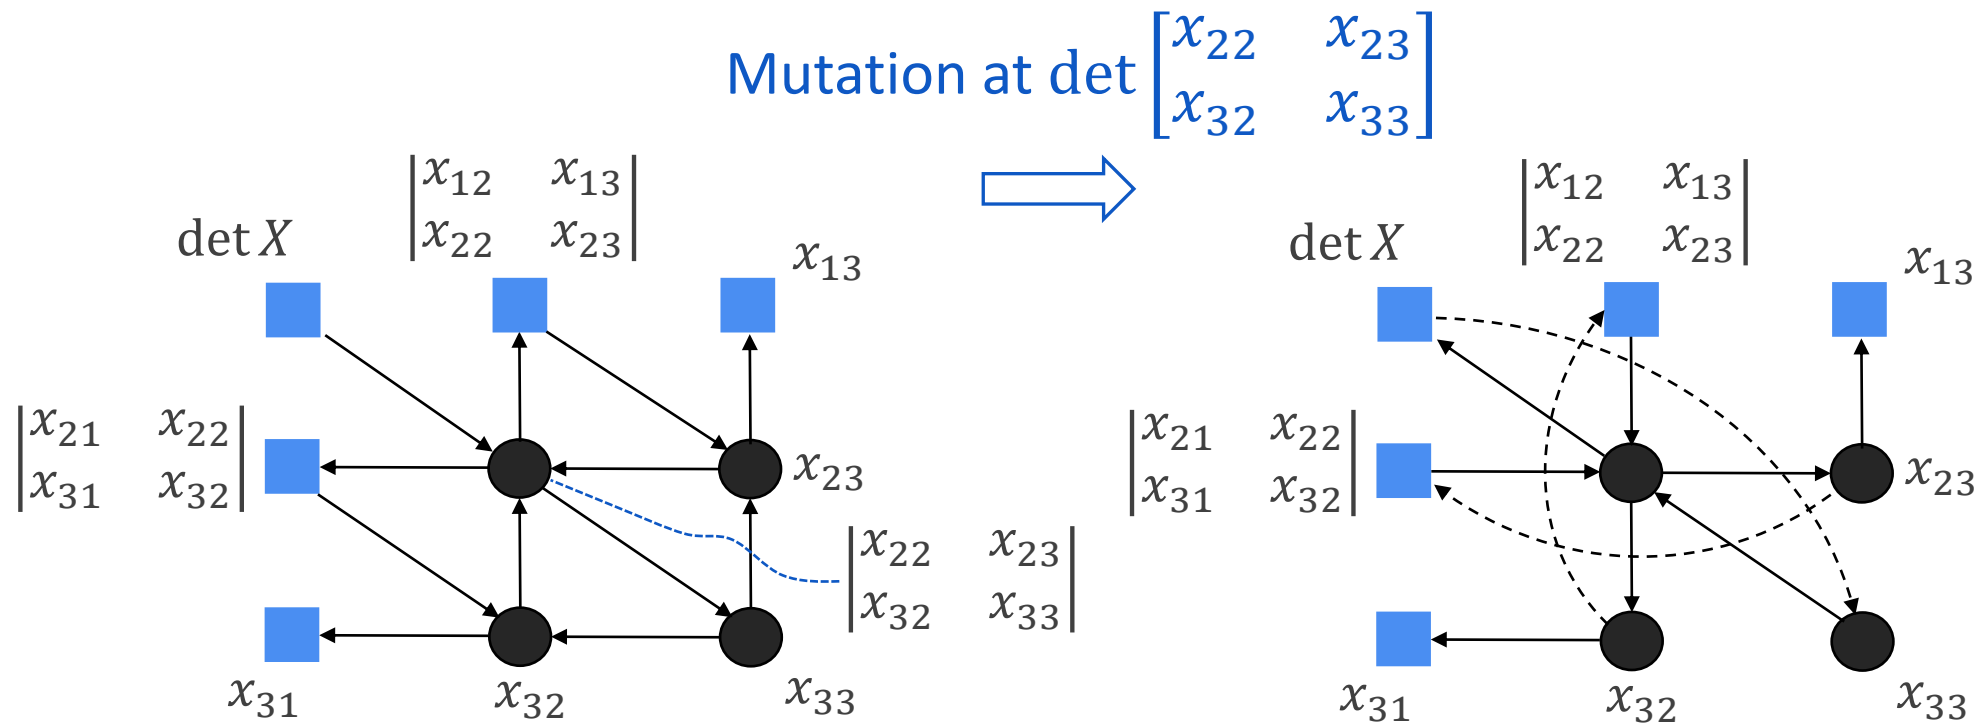 Mutation at det [x₂₂ x₂₃
x₃₂ x₃₃]
|x₁₂ x₁₃|
|x₂₂ x₂₃|
det X
x₁₃
|x₂₁ x₂₂|
|x₃₁ x₃₂|
x₂₃
|x₂₂ x₂₃|
|x₃₂ x₃₃|
x₃₁
x₃₂
x₃₃
|x₁₂ x₁₃|
|x₂₂ x₂₃|
det X
x₁₃
|x₂₁ x₂₂|
|x₃₁ x₃₂|
x₂₃
x₃₁
x₃₂
x₃₃